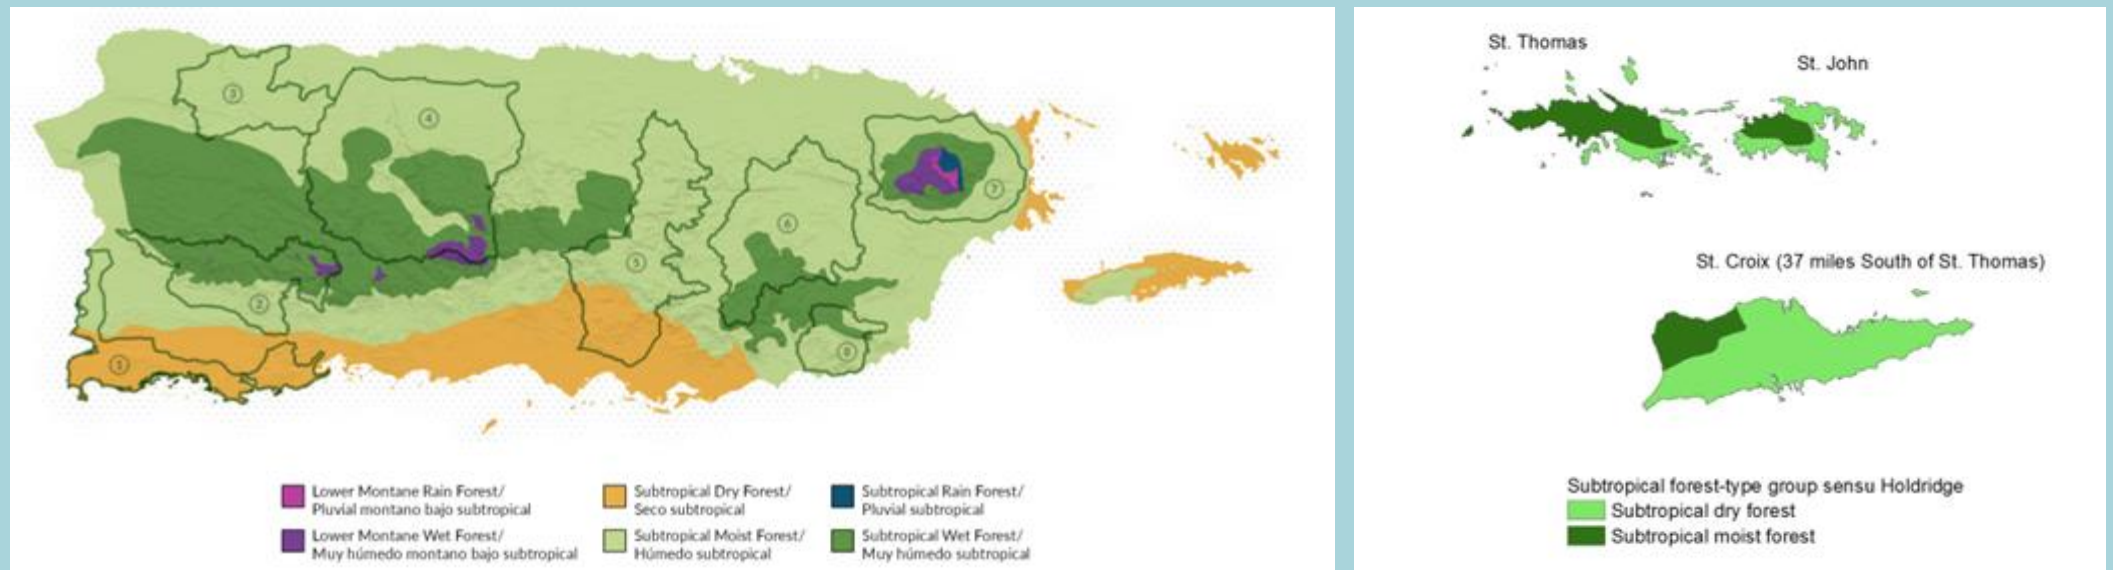 3
4
7
6
5
2
8
1
Lower Montane Rain Forest/
Pluvial montano bajo subtropical
Lower Montane Wet Forest/
Muy húmedo montano bajo subtropical
Subtropical Dry Forest/
Seco subtropical
Subtropical Moist Forest/
Húmedo subtropical
Subtropical Rain Forest/
Pluvial subtropical
Subtropical Wet Forest/
Muy húmedo subtropical
St. Thomas
St. John
St. Croix (37 miles South of St. Thomas)
Subtropical forest-type group sensu Holdridge
Subtropical dry forest
Subtropical moist forest